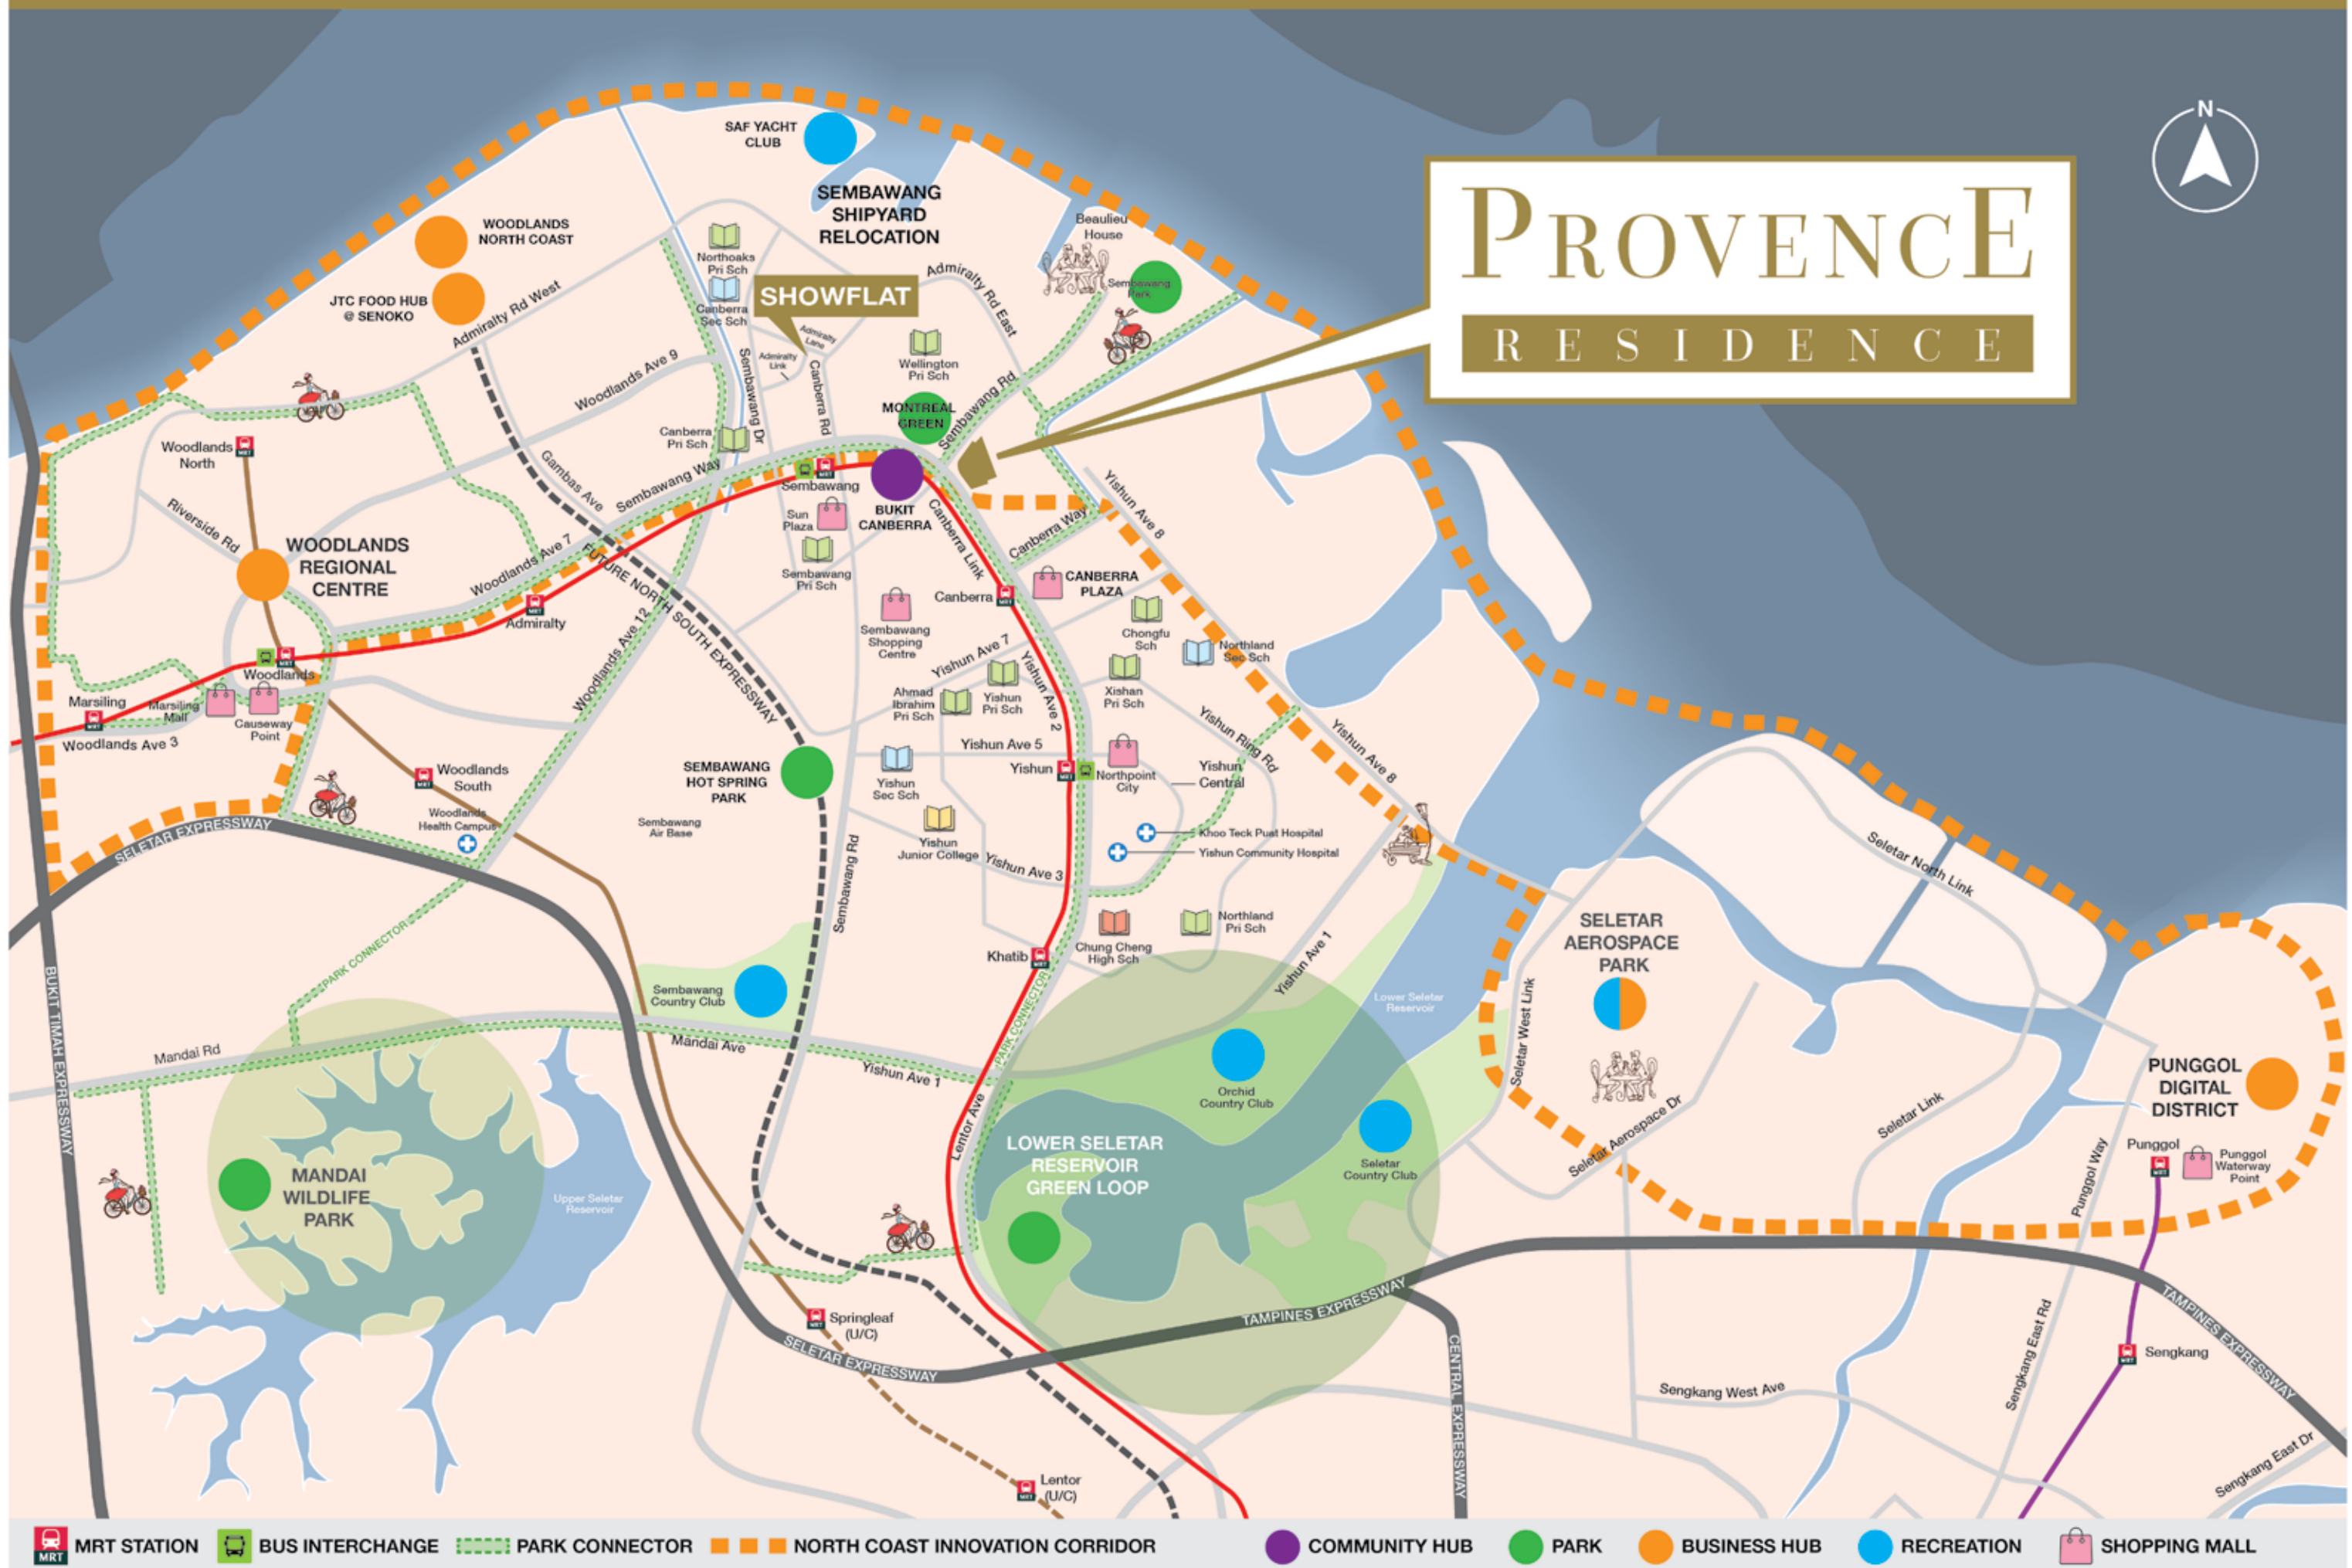 N
PROVENCE
RESIDENCE
SAF YACHT
CLUB
SEMBAWANG
SHIPYARD
RELOCATION
WOODLANDS
NORTH COAST
JTC FOOD HUB
@ SENOKO
Admiralty Rd West
Northoaks
Pri Sch
Canberra
Sec Sch
SHOWFLAT
Admiralty
Lane
Admiralty
Link
Sembawang Dr
Canberra Rd
Admiralty Rd East
Beaulieu
House
Sembawang
Park
Wellington
Pri Sch
MONTREAL
GREEN
Sembawang Rd
Woodlands Ave 9
Canberra
Pri Sch
Woodlands
North
Gambas Ave
Sembawang Way
MRT
Sembawang
Sun
Plaza
BUKIT
CANBERRA
Canberra Link
Canberra Way
Yishun Ave 8
Riverside Rd
WOODLANDS
REGIONAL
CENTRE
Woodlands Ave 7
FUTURE NORTH SOUTH EXPRESSWAY
Sembawang
Pri Sch
Canberra
CANBERRA
PLAZA
Admiralty
Woodlands Ave 12
Sembawang
Shopping
Centre
Chongfu
Sch
Northland
Sec Sch
Yishun Ave 7
Yishun Ave 2
Woodlands
Marsiling
Marsiling
Mall
Causeway
Point
Woodlands Ave 3
Ahmad
Ibrahim
Pri Sch
Yishun
Pri Sch
Xishan
Pri Sch
Yishun Ring Rd
Yishun Ave 8
Yishun Ave 5
Yishun
Northpoint
City
Yishun
Central
SEMBAWANG
HOT SPRING
PARK
Woodlands
South
Woodlands
Health Campus
Sembawang
Air Base
Yishun
Sec Sch
Yishun
Junior College
Yishun Ave 3
Khoo Teck Puat Hospital
Yishun Community Hospital
SELETAR EXPRESSWAY
Sembawang Rd
Seletar North Link
PARK CONNECTOR
BUKIT TIMAH EXPRESSWAY
Khatib
Chung Cheng
High Sch
Northland
Pri Sch
Yishun Ave 1
SELETAR
AEROSPACE
PARK
Sembawang
Country Club
PARK CONNECTOR
Lower Seletar
Reservoir
Seletar West Link
Mandai Rd
Mandai Ave
Yishun Ave 1
Orchid
Country Club
PUNGGOL
DIGITAL
DISTRICT
Lentor Ave
Seletar Aerospace Dr
Seletar Link
Punggol Way
Punggol
Punggol
Waterway
Point
LOWER SELETAR
RESERVOIR
GREEN LOOP
Seletar
Country Club
MANDAI
WILDLIFE
PARK
Upper Seletar
Reservoir
Springleaf
(U/C)
SELETAR EXPRESSWAY
TAMPINES EXPRESSWAY
CENTRAL EXPRESSWAY
Sengkang West Ave
Sengkang East Rd
Sengkang
TAMPINES EXPRESSWAY
Sengkang East Dr
Lentor
(U/C)
MRT
MRT STATION
BUS INTERCHANGE
PARK CONNECTOR
NORTH COAST INNOVATION CORRIDOR
COMMUNITY HUB
PARK
BUSINESS HUB
RECREATION
SHOPPING MALL